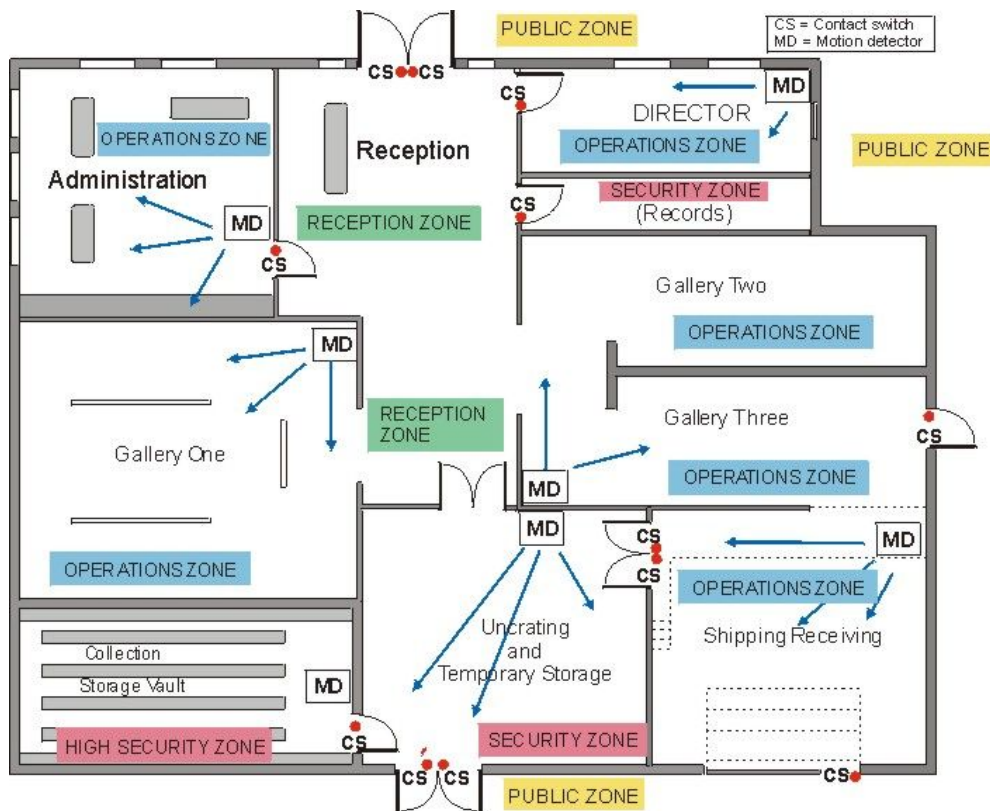 PUBLIC ZONE
CS = Contact switch
MD = Motion detector
CS CS
CS
MD
DIRECTOR
OPERATIONS ZONE
OPERATIONS ZONE
PUBLIC ZONE
Reception
Administration
SECURITY ZONE
(Records)
CS
MD
RECEPTION ZONE
CS
Gallery Two
OPERATIONS ZONE
MD
RECEPTION
ZONE
Gallery Three
CS
Gallery One
OPERATIONS ZONE
MD
MD
CS
MD
CS
OPERATIONS ZONE
OPERATIONS ZONE
Uncrating
and
Temporary Storage
Shipping Receiving
Collection
Storage Vault
MD
HIGH SECURITY ZONE
CS
SECURITY ZONE
CS CS
CS
PUBLIC ZONE